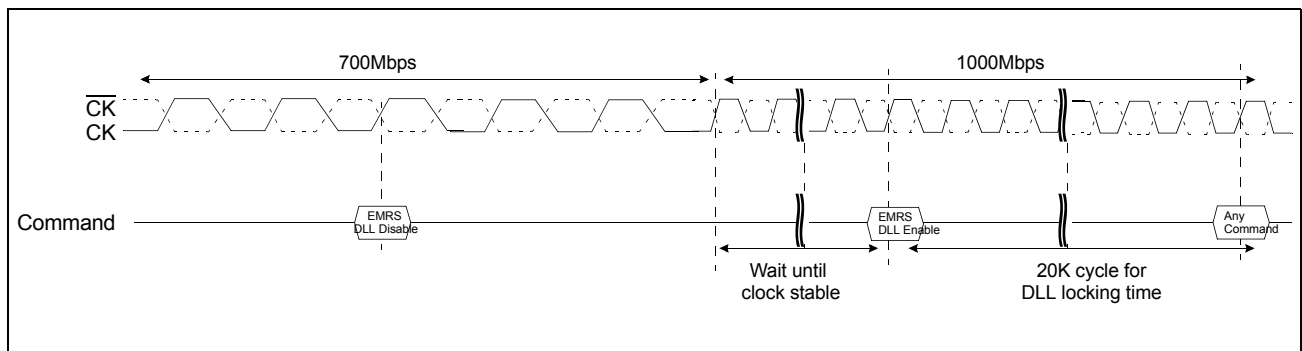 700Mbps
1000Mbps
CK
CK
Command
EMRS
DLL Disable
EMRS
DLL Enable
Any
Command
Wait until
clock stable
20K cycle for
DLL locking time